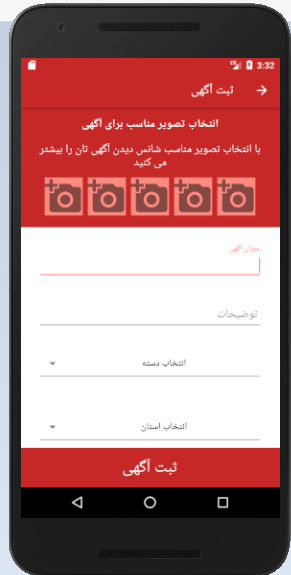 3:32
ثبت آگهی
انتخاب تصویر مناسب برای آگهی
با انتخاب تصویر مناسب شانس دیدن آگهی تان را بیشتر
می کنید
عنوان آگهی
توضیحات
انتخاب دسته
انتخاب استان
ثبت آگهی